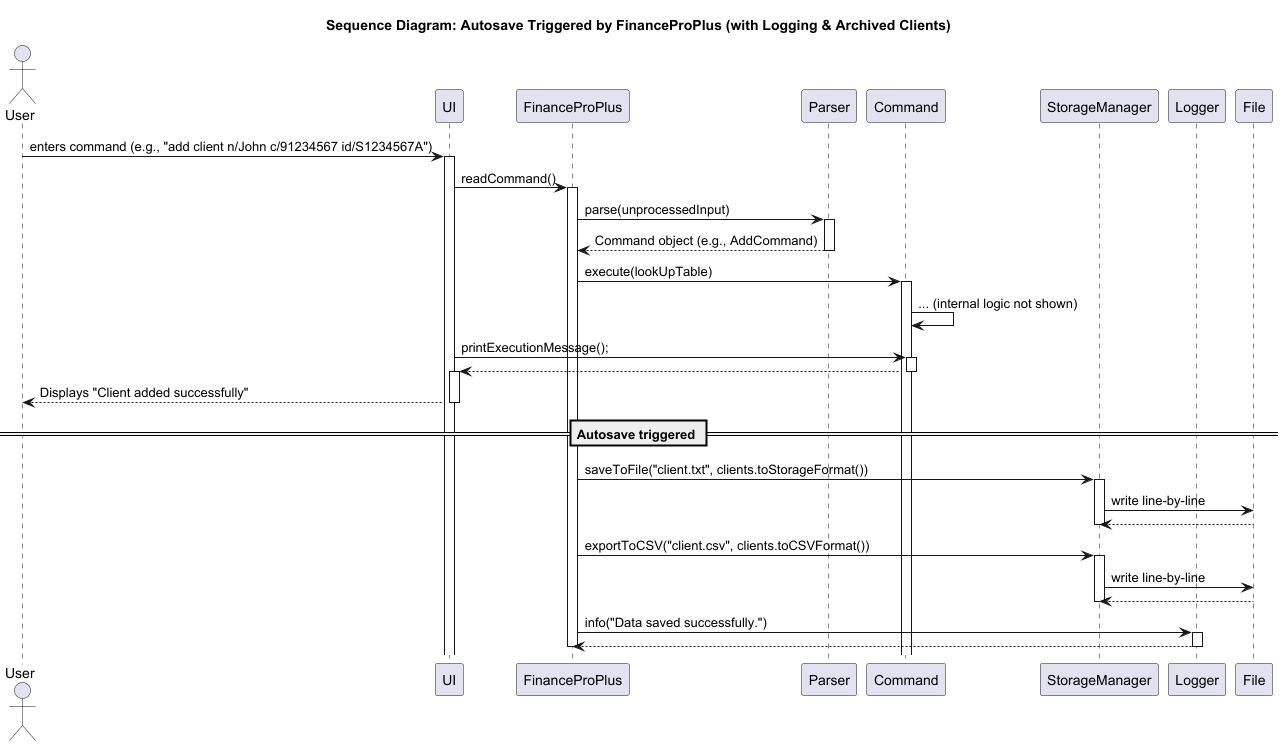 Sequence Diagram: Autosave Triggered by FinanceProPlus (with Logging & Archived Clients)
User
UI
FinanceProPlus
Parser
Command
StorageManager
Logger
File
enters command (e.g., "add client n/John c/91234567 id/S1234567A")
readCommand()
parse(unprocessedInput)
Command object (e.g., AddCommand)
execute(lookUpTable)
... (internal logic not shown)
printExecutionMessage();
Displays "Client added successfully"
Autosave triggered
saveToFile("client.txt", clients.toStorageFormat())
write line-by-line
exportToCSV("client.csv", clients.toCSVFormat())
write line-by-line
info("Data saved successfully.")
User
UI
FinanceProPlus
Parser
Command
StorageManager
Logger
File